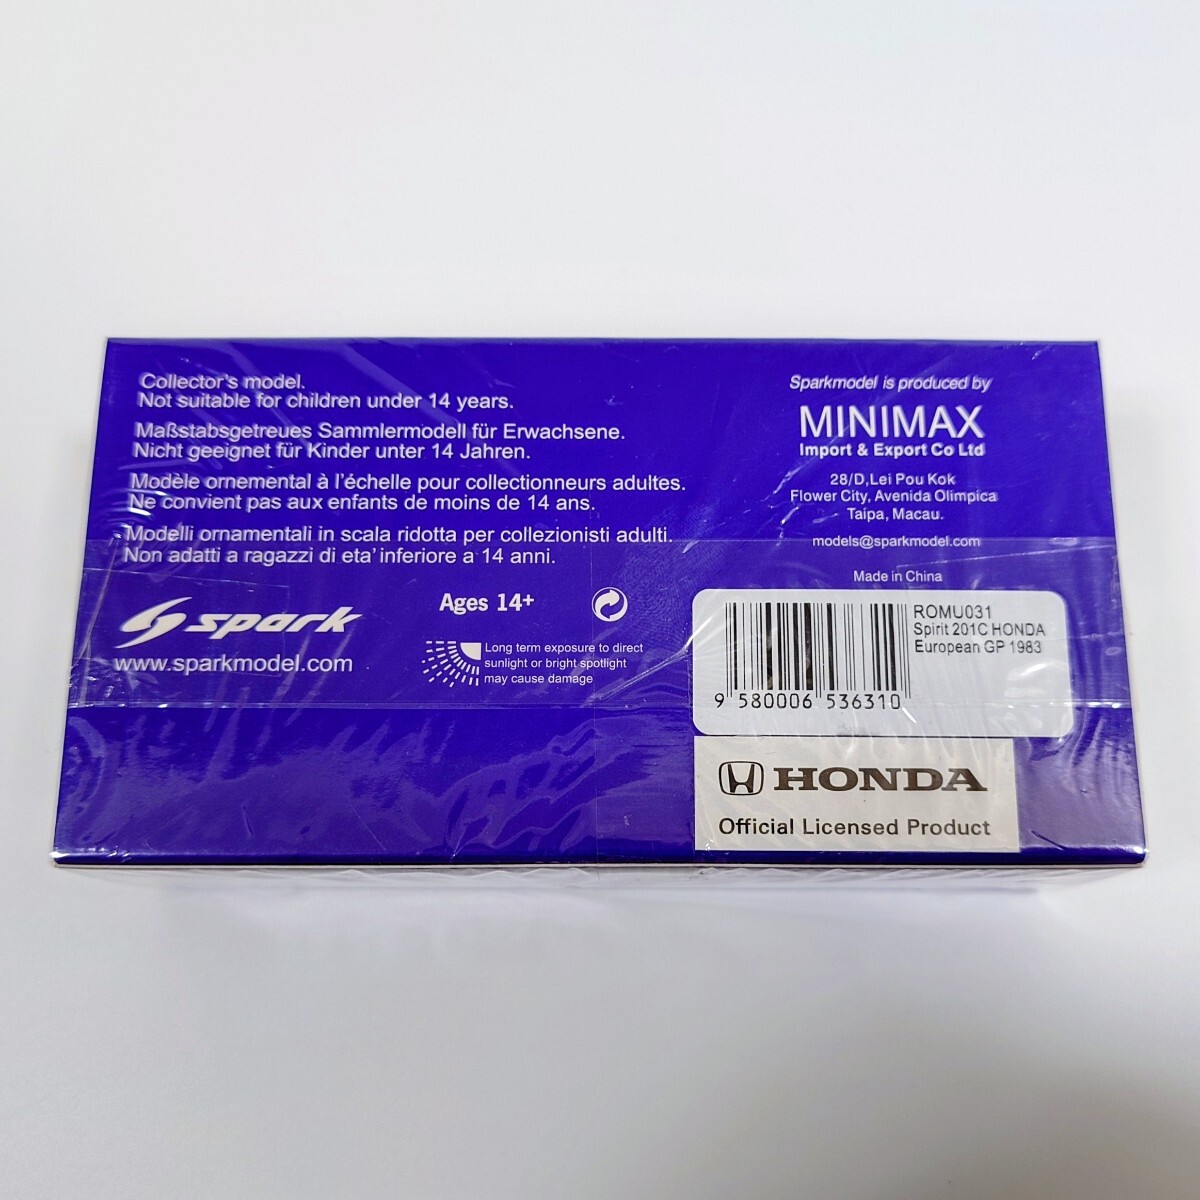 Collector's model.
Not suitable for children under 14 years.
Maßstabsgetreues Sammlermodell für Erwachsene.
Nicht geeignet für Kinder unter 14 Jahren.
Modèle ornemental à l'échelle pour collectionneurs adultes.
Ne convient pas aux enfants de moins de 14 ans.
Modelli ornamentali in scala ridotta per collezionisti adulti.
Non adatti a ragazzi di eta' inferiore a 14 anni.
spark
www.sparkmodel.com
Ages 14+
Long term exposure to direct
sunlight or bright spotlight
may cause damage
Sparkmodel is produced by
MINIMAX
Import & Export Co Ltd
28/D,Lei Pou Kok
Flower City, Avenida Olimpica
Taipa, Macau.
models@sparkmodel.com
Made in China
ROMU031
Spirit 201C HONDA
European GP 1983
9 580006 536310
HONDA
Official Licensed Product